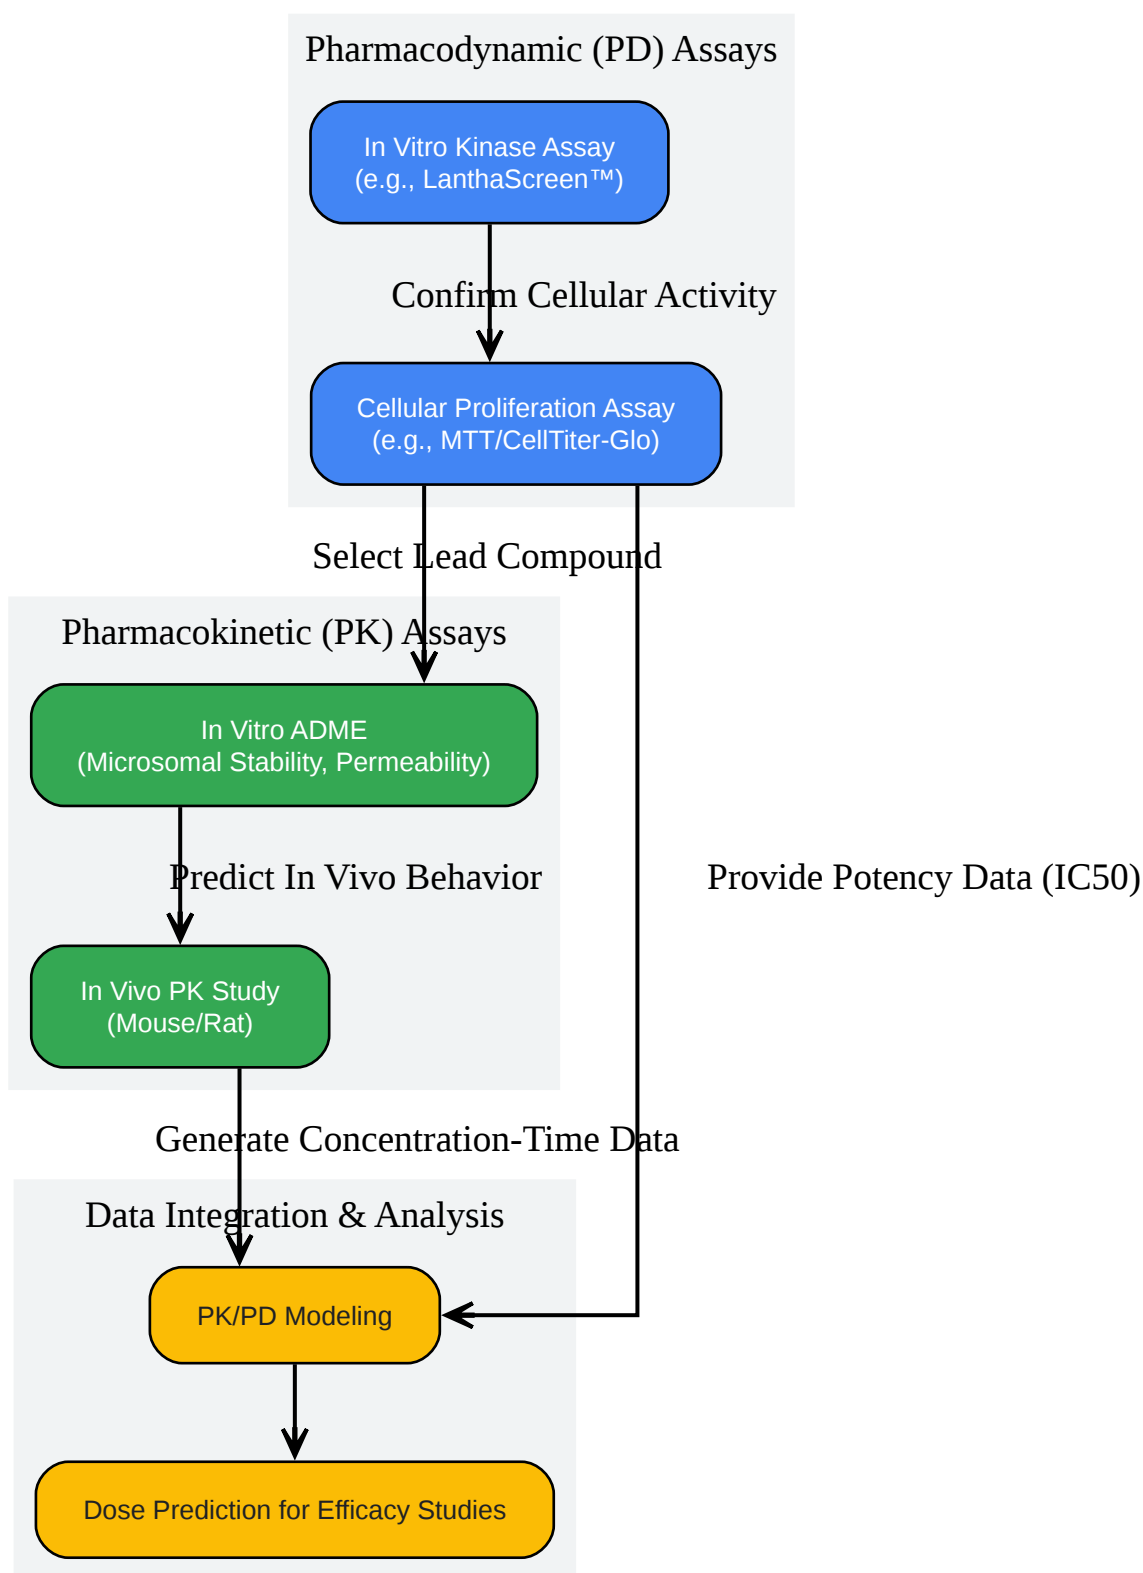 Pharmacodynamic (PD) Assays
In Vitro Kinase Assay
(e.g., LanthaScreen™)
Confirm Cellular Activity
Cellular Proliferation Assay
(e.g., MTT/CellTiter-Glo)
Select Lead Compound
Pharmacokinetic (PK) Assays
In Vitro ADME
(Microsomal Stability, Permeability)
Predict In Vivo Behavior
Provide Potency Data (IC50)
In Vivo PK Study
(Mouse/Rat)
Generate Concentration-Time Data
Data Integration & Analysis
PK/PD Modeling
Dose Prediction for Efficacy Studies